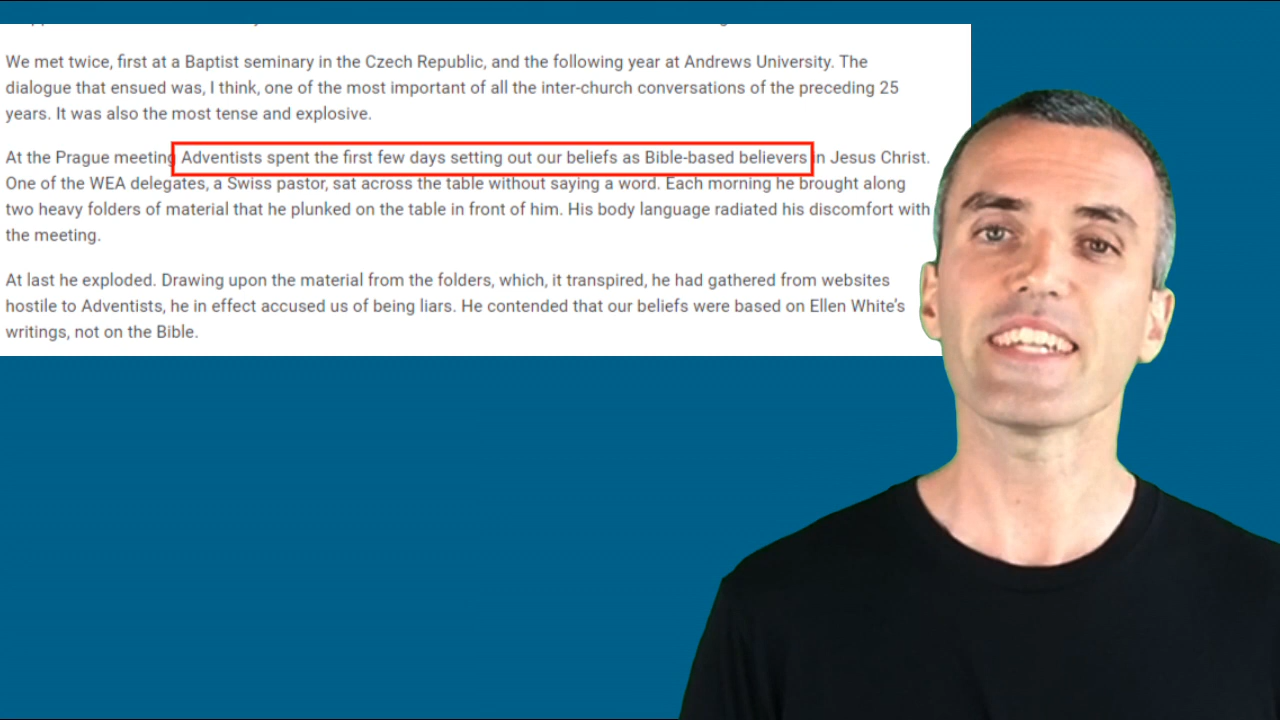 We met twice, first at a Baptist seminary in the Czech Republic, and the following year at Andrews University. The
dialogue that ensued was, I think, one of the most important of all the inter-church conversations of the preceding 25
years. It was also the most tense and explosive.
At the Prague meeting Adventists spent the first few days setting out our beliefs as Bible-based believers in Jesus Christ.
One of the WEA delegates, a Swiss pastor, sat across the table without saying a word. Each morning he brought along
two heavy folders of material that he plunked on the table in front of him. His body language radiated his discomfort with
the meeting.
At last he exploded. Drawing upon the material from the folders, which, it transpired, he had gathered from websites
hostile to Adventists, he in effect accused us of being liars. He contended that our beliefs were based on Ellen White’s
writings, not on the Bible.